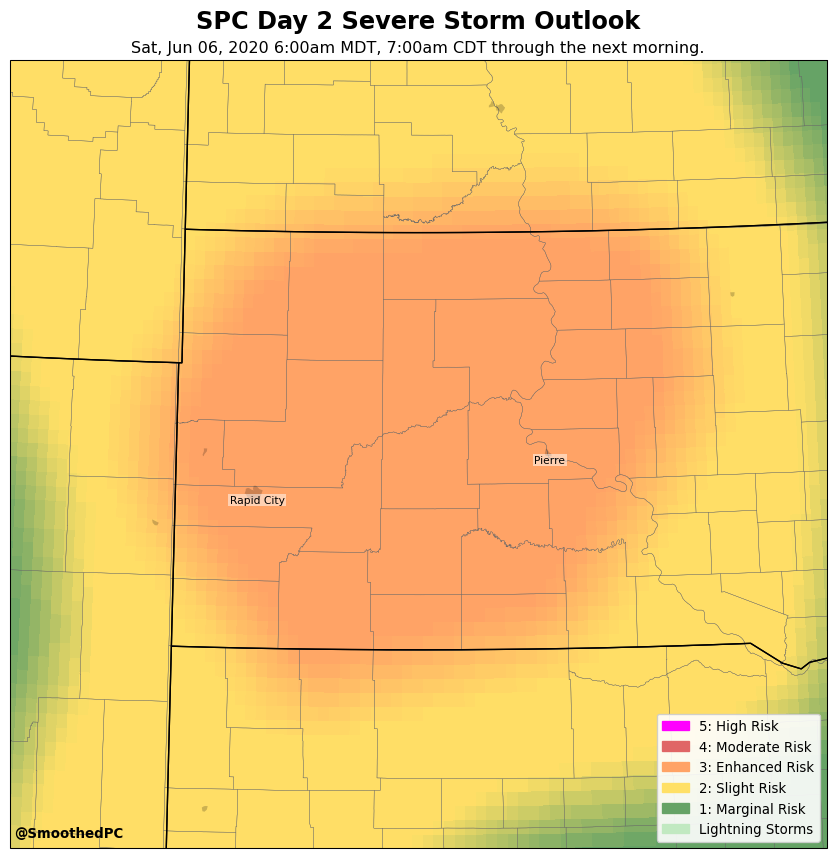 SPC Day 2 Severe Storm Outlook
Sat, Jun 06, 2020 6:00am MDT, 7:00am CDT through the next morning.
Pierre
Rapid City
5: High Risk
4: Moderate Risk
3: Enhanced Risk
2: Slight Risk
1: Marginal Risk
Lightning Storms
@SmoothedPC